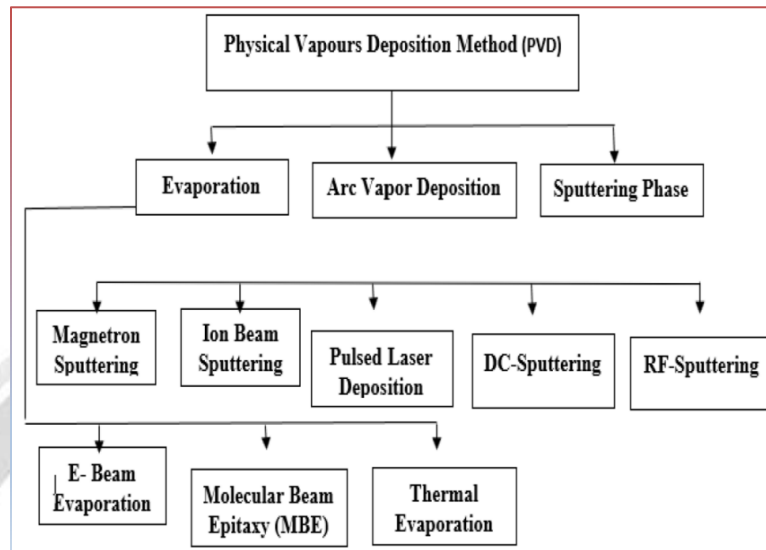 Physical Vapours Deposition Method (PVD)
Evaporation
Arc Vapor Deposition
Sputtering Phase
Magnetron
Sputtering
Ion Beam
Sputtering
Pulsed Laser
Deposition
DC-Sputtering
RF-Sputtering
E- Beam
Evaporation
Molecular Beam
Epitaxy (MBE)
Thermal
Evaporation